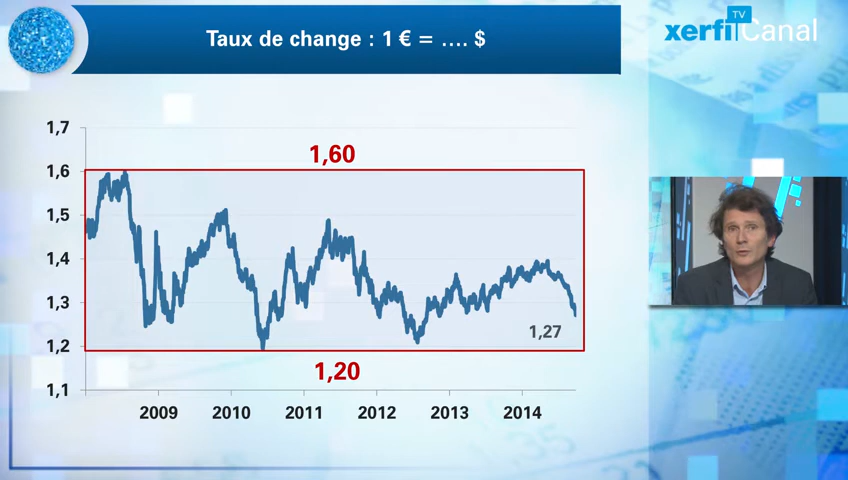 Taux de change : 1 € = .... $
TV
xerfi Canal
1,7
1,60
1,6
1,5
1,4
1,3
1,27
1,2
1,20
1,1
2009 2010 2011 2012 2013 2014